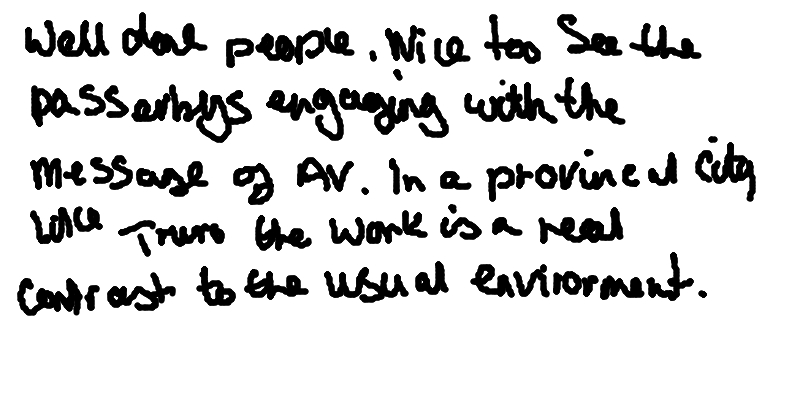 Well done people. Nice too See the
passerbys engaging with the
message of AV. In a provincal city
like Truro the work is a real
contrast to the usual enviroment.